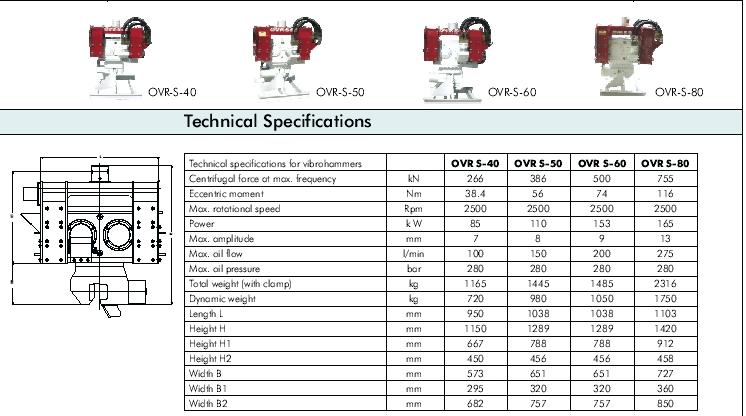 OVR-S-40 OVR-S-50 OVR-S-60 OVR-S-80
Technical Specifications
Technical specifications for vibrohammers OVR S-40 OVR S-50 OVR S-60 OVR S-80
Centrifugal force at max. frequency kN 266 386 500 755
Eccentric moment Nm 38.4 56 74 116
Max. rotational speed Rpm 2500 2500 2500 2500
Power kW 85 110 153 165
Max. amplitude mm 7 8 9 13
Max. oil flow l/min 100 150 200 275
Max. oil pressure bar 280 280 280 280
Total weight (with clamp) kg 1165 1445 1485 2316
Dynamic weight kg 720 980 1050 1750
Length L mm 950 1038 1038 1103
Height H mm 1150 1289 1289 1420
Height H1 mm 667 788 788 912
Height H2 mm 450 456 456 458
Width B mm 573 651 651 727
Width B1 mm 295 320 320 360
Width B2 mm 682 757 757 850